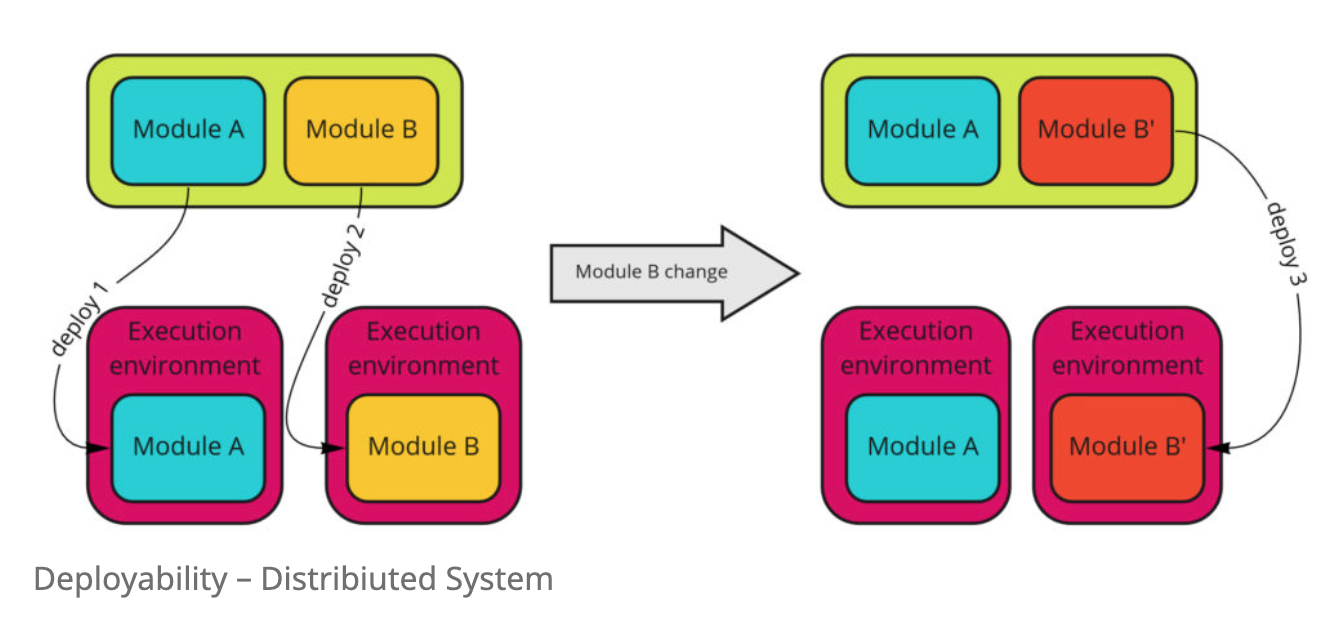 Module A
Module B
deploy 1
deploy 2
Execution
environment
Module A
Execution
environment
Module B
Module B change
Module A
Module B'
deploy 3
Execution
environment
Module A
Execution
environment
Module B'
Deployability – Distribiuted System